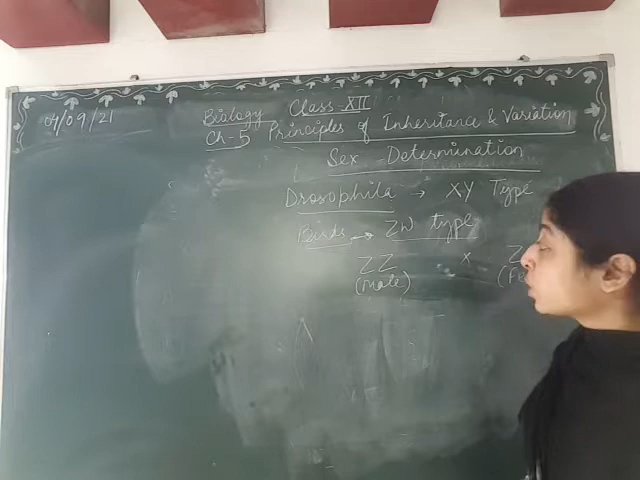 04/09/21
Class-XII
Biology
Ch-5 Principles of Inheritance & Variation
Sex Determination
Drosophila → XY Type
Birds → ZW type
ZZ x Z
(Male) (Fe